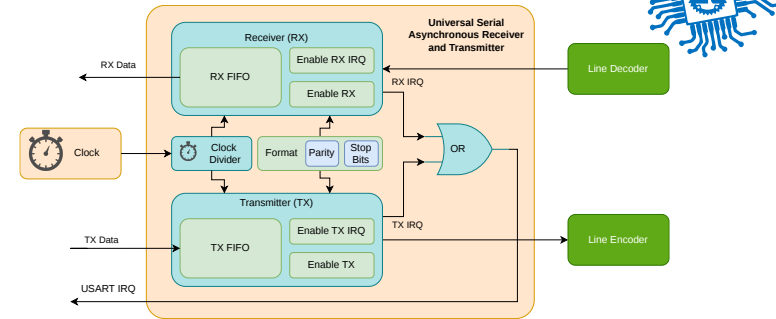 Universal Serial
Asynchronous Receiver
and Transmitter
Receiver (RX)
RX FIFO
Enable RX IRQ
Enable RX
RX Data
RX IRQ
Line Decoder
Clock
Clock
Divider
Format
Parity
Stop
Bits
OR
Transmitter (TX)
TX FIFO
Enable TX IRQ
Enable TX
TX Data
TX IRQ
Line Encoder
USART IRQ